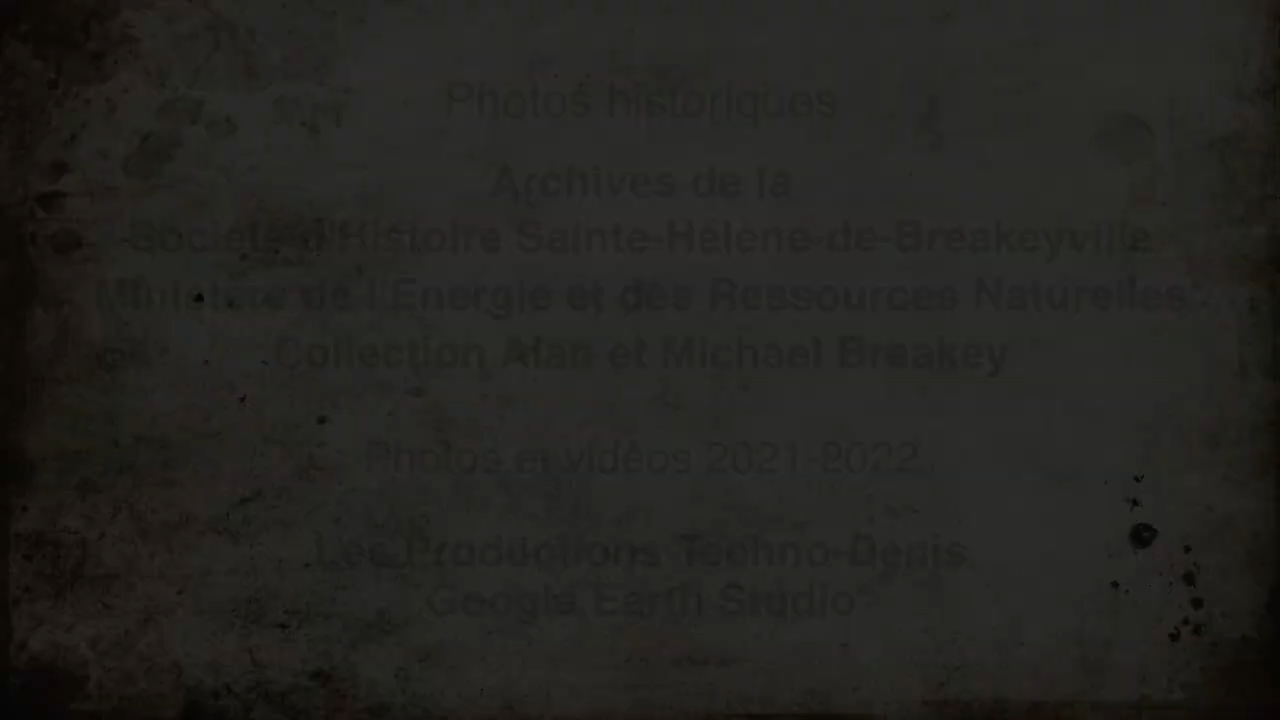 Photos historiques
Archives de la
Société d'Histoire Sainte-Hélène-de-Breakeyville
Ministère de l'Énergie et des Ressources Naturelles
Collection Alan et Michael Breakey
Photos et vidéos 2021-2022
Les Productions Techno-Denis
Google Earth Studio